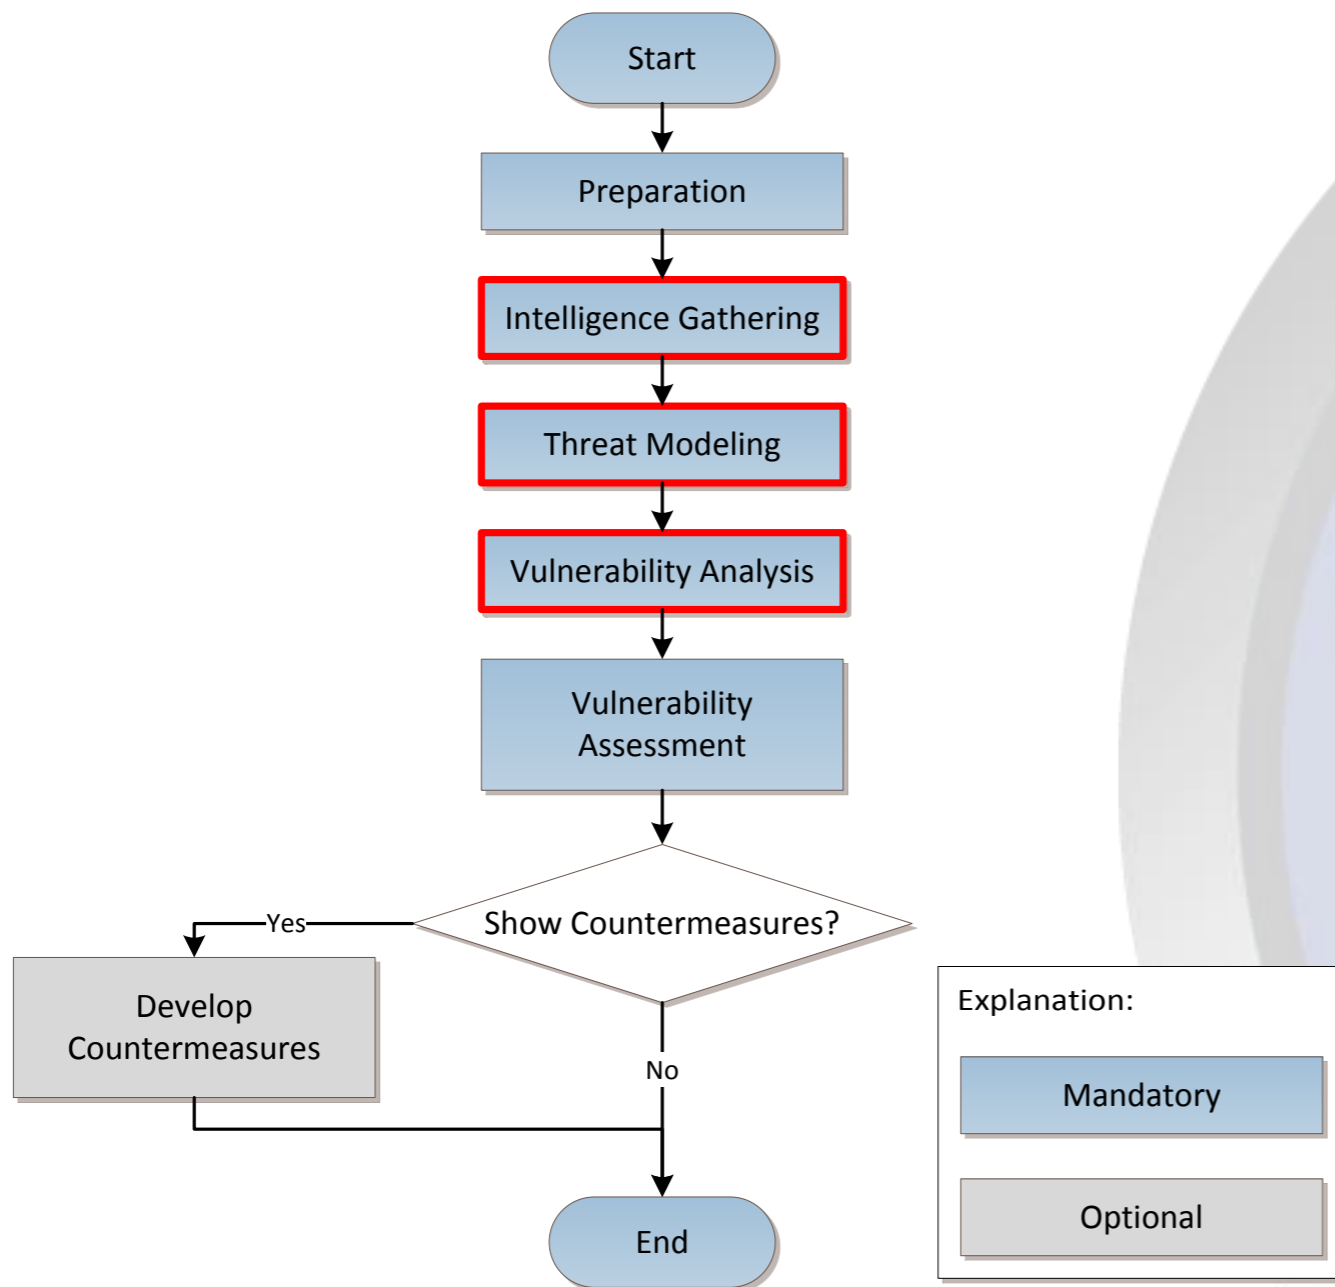 Start
Preparation
Intelligence Gathering
Threat Modeling
Vulnerability Analysis
Vulnerability
Assessment
Show Countermeasures?
Yes
Develop
Countermeasures
No
End
Explanation:
Mandatory
Optional